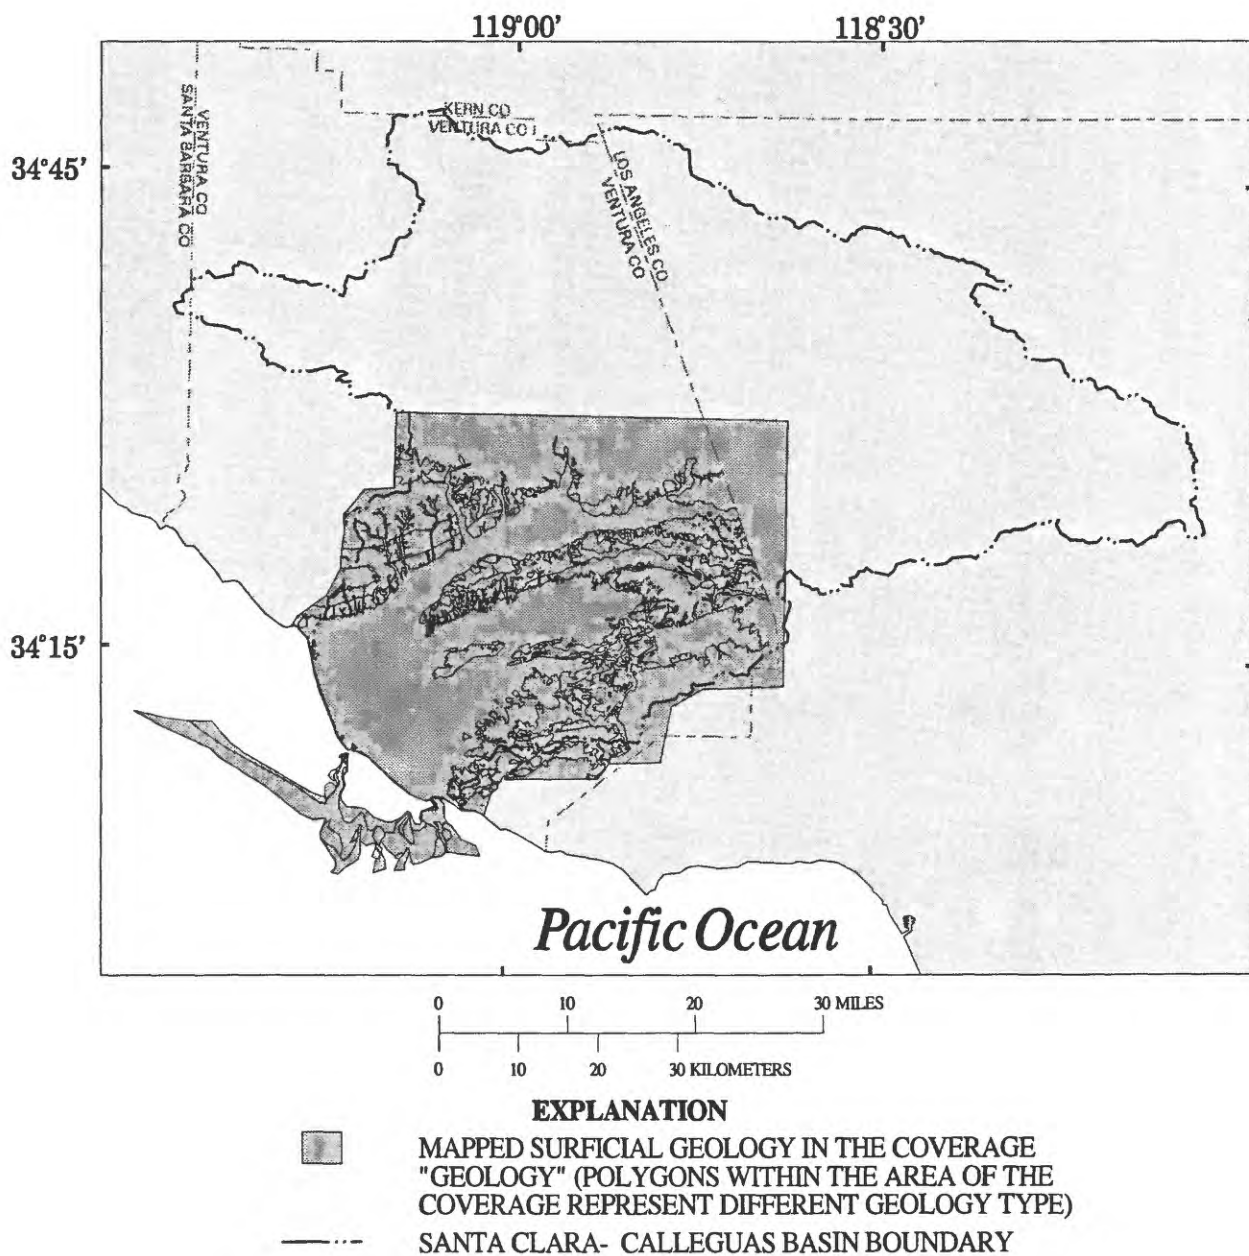 119°00' 118°30'
KERN CO
VENTURA CO
34°45'
VENTURA CO
SANTA BARBARA CO
LOS ANGELES CO
VENTURA CO
34°15'
Pacific Ocean
0 10 20 30 MILES
0 10 20 30 KILOMETERS
EXPLANATION
MAPPED SURFICIAL GEOLOGY IN THE COVERAGE
"GEOLOGY" (POLYGONS WITHIN THE AREA OF THE
COVERAGE REPRESENT DIFFERENT GEOLOGY TYPE)
SANTA CLARA- CALLEGUAS BASIN BOUNDARY